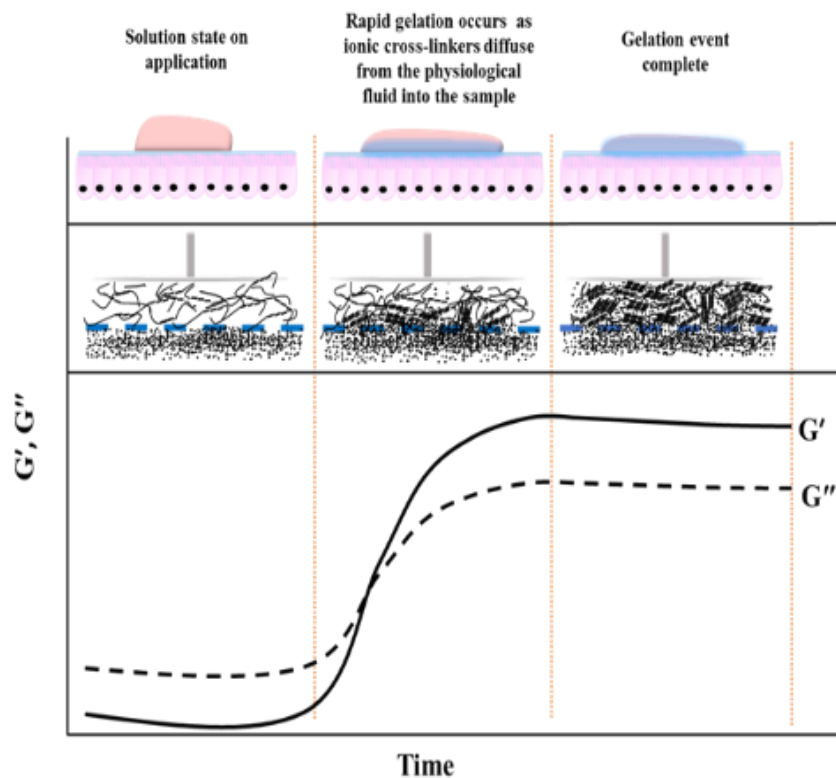 Solution state on
application
Rapid gelation occurs as
ionic cross-linkers diffuse
from the physiological
fluid into the sample
Gelation event
complete
G′, G″
G′
G″
Time